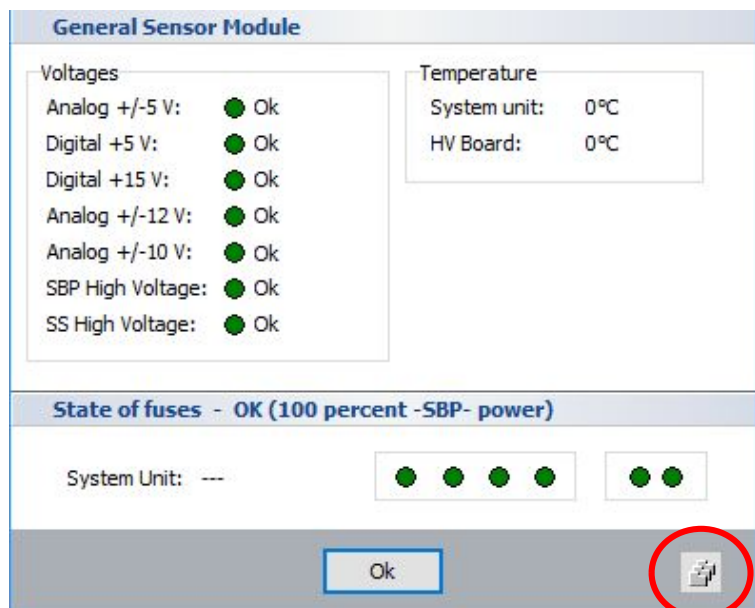 General Sensor Module
Voltages
Analog +/-5 V: Ok
Digital +5 V: Ok
Digital +15 V: Ok
Analog +/-12 V: Ok
Analog +/-10 V: Ok
SBP High Voltage: Ok
SS High Voltage: Ok
Temperature
System unit: 0°C
HV Board: 0°C
State of fuses - OK (100 percent -SBP- power)
System Unit: ---
Ok